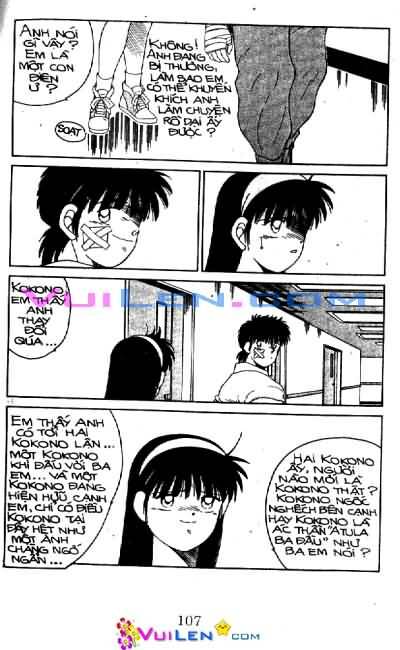 ANH NÓI
GÌ VẬY?
EM LÀ
MỘT CON
ĐIÊN
Ư?
KHÔNG!
ANH ĐANG
BỊ THƯƠNG,
LÀM SAO EM
CÓ THỂ KHUYẾN
KHÍCH ANH
LÀM CHUYỆN
RỒ DẠI ẤY
ĐƯỢC?
SOẠT
KOKONO
EM THẤY
ANH
THAY
ĐỔI
QUÁ...
VUILEN.COM
EM THẤY ANH
CÓ TỚI HAI
KOKONO LẬN...
MỘT KOKONO
KHI ĐẤU VỚI BA
EM... VÀ MỘT
KOKONO ĐANG
HIỆN HỮU CẠNH
EM, CHỈ CÓ ĐIỀU
KOKONO TẠI
ĐÂY HỆT NHƯ
MỘT ANH
CHÀNG NGỐ
NGẨN...
HAI KOKONO
ẤY, NGƯỜI
NÀO MỚI LÀ
KOKONO THẬT?
KOKONO NGỐC
NGHẾCH BÊN CẠNH
HAY KOKONO LÀ
ÁC THẦN "ATULA
BA ĐẦU" NHƯ
BA EM NÓI?
107
VUILEN.COM